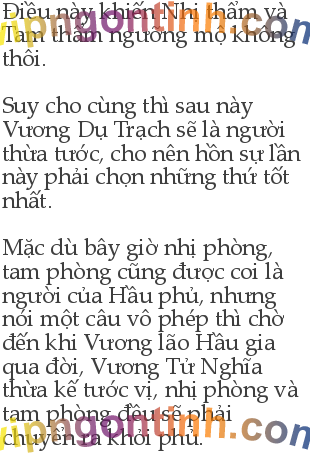 Điều này khiến Nhị thẩm và
Tam thẩm ngưỡng mộ không
thôi.
Suy cho cùng thì sau này
Vương Dụ Trạch sẽ là người
thừa tước, cho nên hồn sự lần
này phải chọn những thứ tốt
nhất.
Mặc dù bây giờ nhị phòng,
tam phòng cũng được coi là
người của Hầu phủ, nhưng
nói một câu vô phép thì chờ
đến khi Vương lão Hầu gia
qua đời, Vương Tử Nghĩa
thừa kế tước vị, nhị phòng và
tam phòng đều sẽ phải
chuyển ra khỏi phủ.
vipngontinh.com
vipngontinh.com